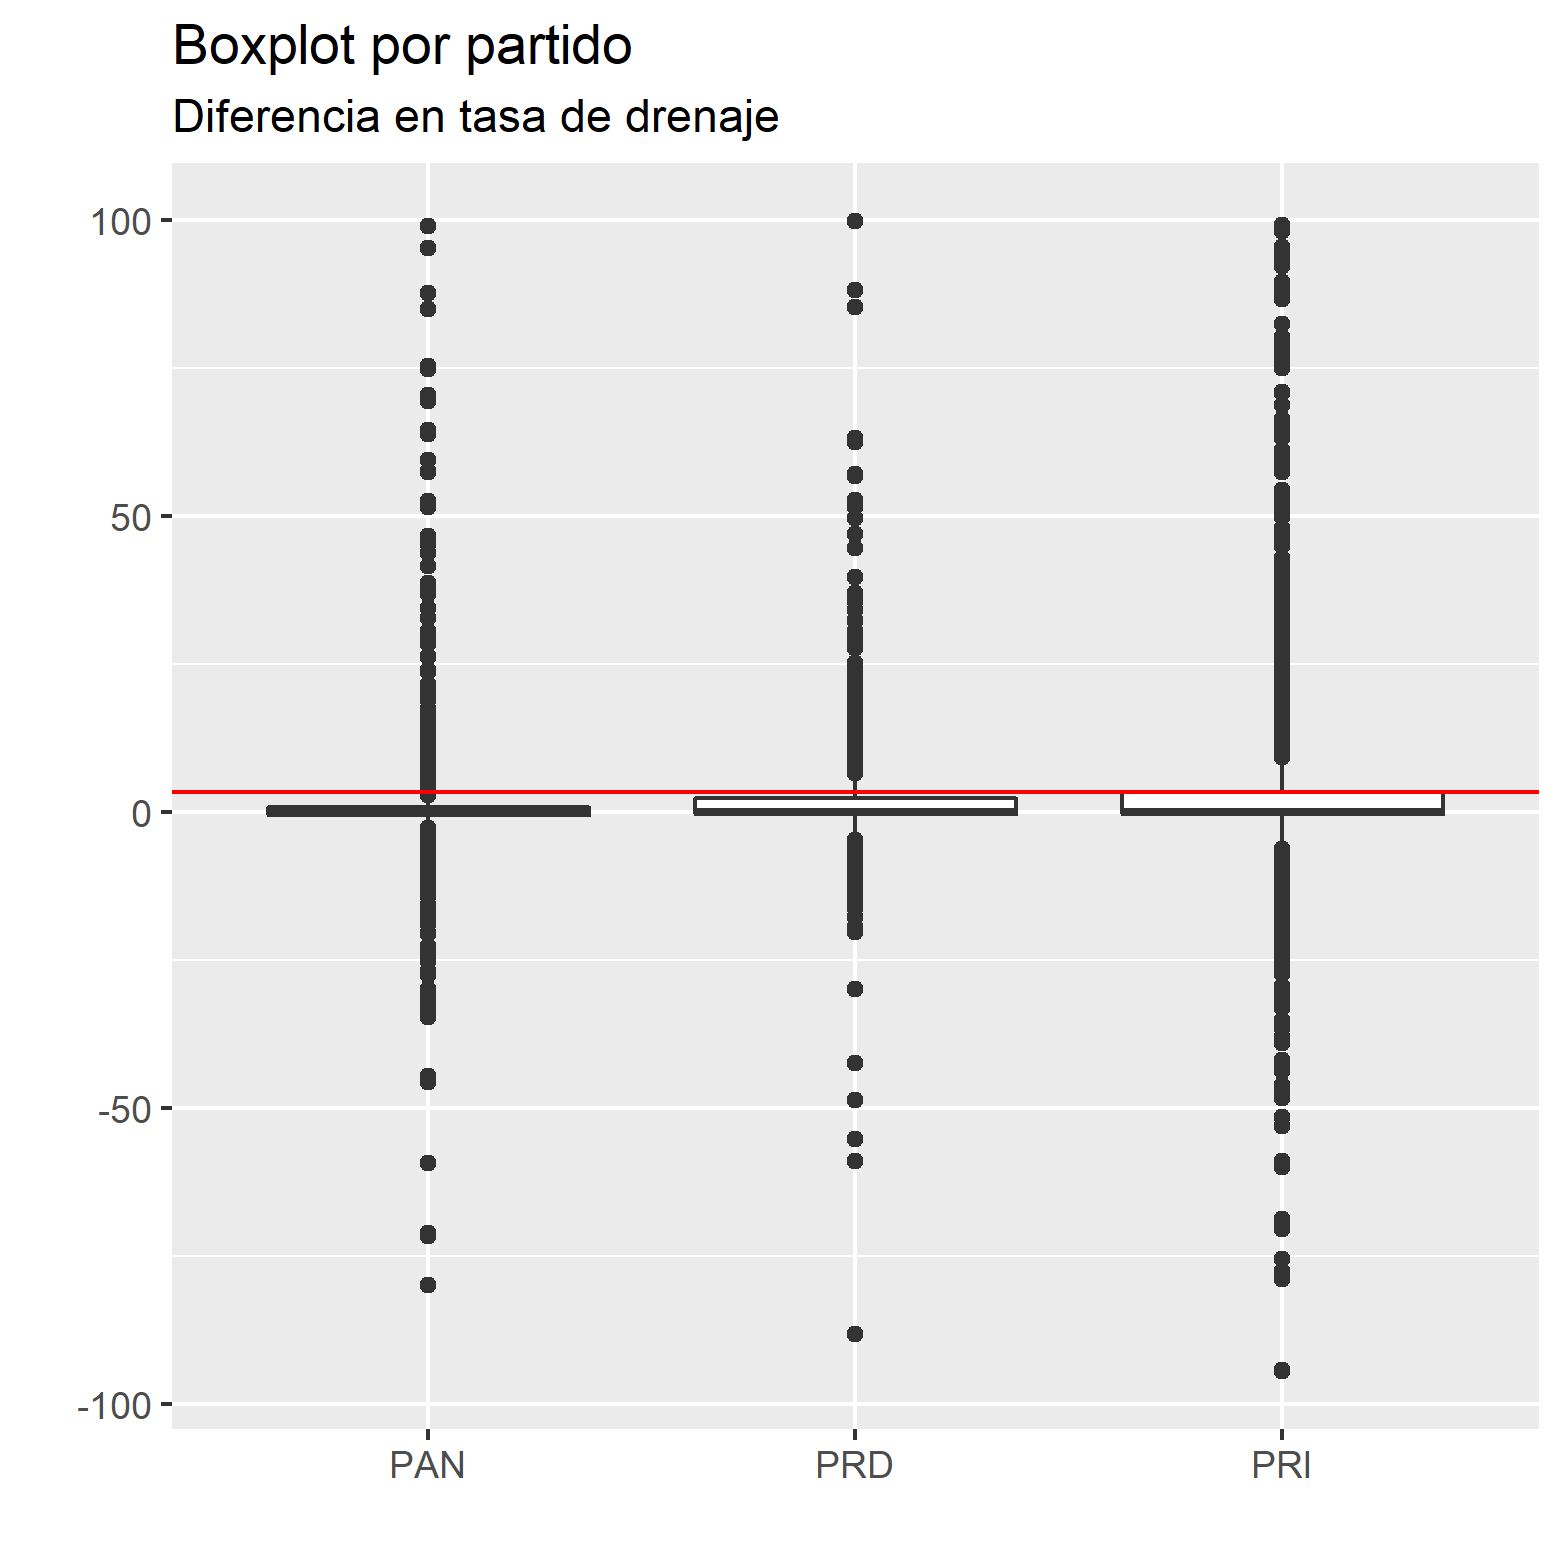 Boxplot por partido
Diferencia en tasa de drenaje
100
50
0
-50
-100
PAN PRD PRI